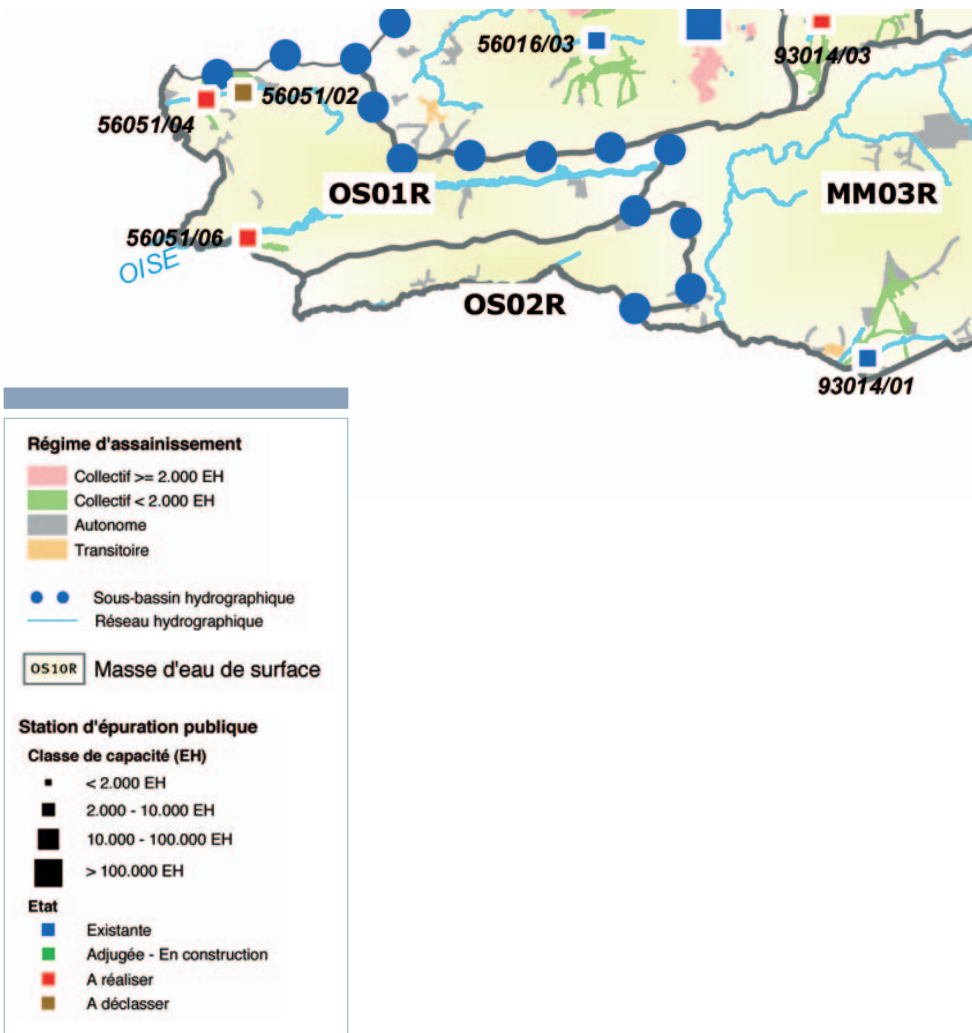 56016/03
93014/03
56051/02
56051/04
OS01R
MM03R
56051/06
OISE
OS02R
93014/01
Régime d'assainissement
Collectif >= 2.000 EH
Collectif < 2.000 EH
Autonome
Transitoire
Sous-bassin hydrographique
Réseau hydrographique
OS10R Masse d'eau de surface
Station d'épuration publique
Classe de capacité (EH)
< 2.000 EH
2.000 - 10.000 EH
10.000 - 100.000 EH
> 100.000 EH
Etat
Existante
Adjugée - En construction
A réaliser
A déclasser